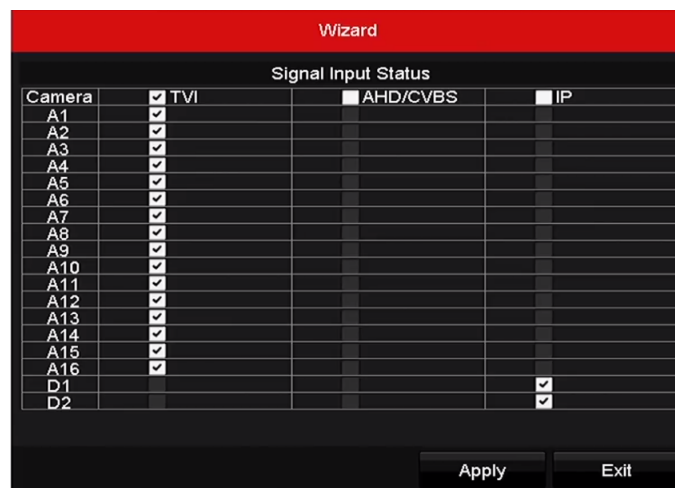 Wizard
Signal Input Status
Camera TVI AHD/CVBS IP
A1
A2
A3
A4
A5
A6
A7
A8
A9
A10
A11
A12
A13
A14
A15
A16
D1
D2
Apply Exit